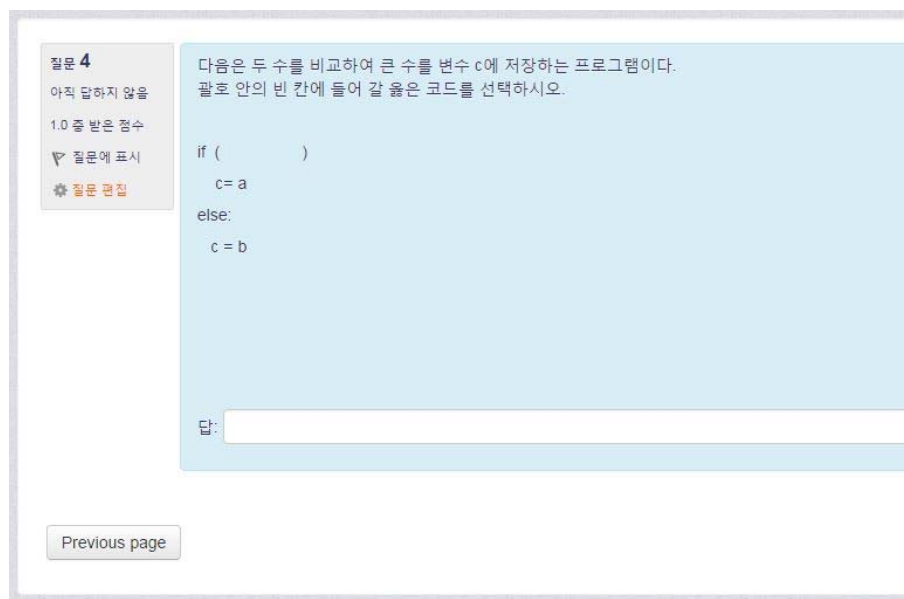 질문 4
아직 답하지 않음
1.0 중 받은 점수
질문에 표시
질문 편집
다음은 두 수를 비교하여 큰 수를 변수 c에 저장하는 프로그램이다.
괄호 안의 빈 칸에 들어 갈 옳은 코드를 선택하시오.
if (          )
c= a
else:
c = b
답:
Previous page